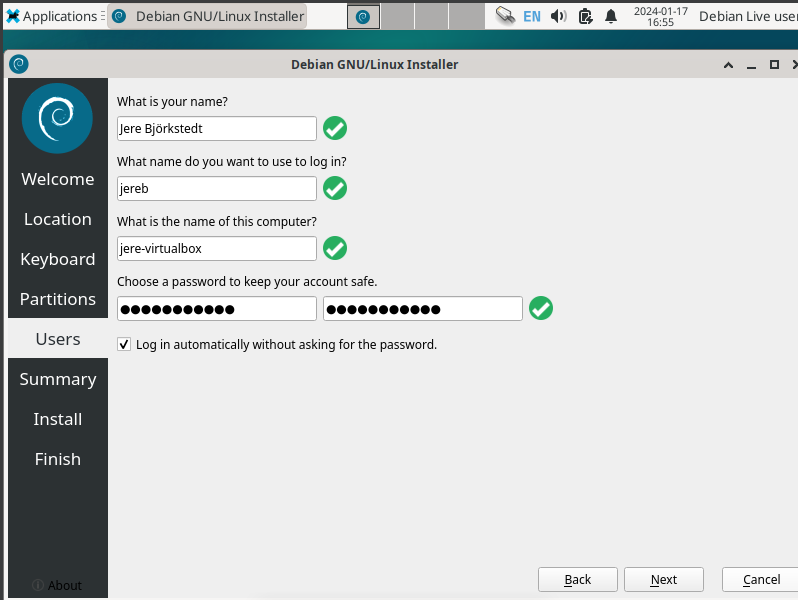 Applications
Debian GNU/Linux Installer
EN
2024-01-17
16:55
Debian Live user
Debian GNU/Linux Installer
Welcome
Location
Keyboard
Partitions
Users
Summary
Install
Finish
About
What is your name?
Jere Björkstedt
What name do you want to use to log in?
jereb
What is the name of this computer?
jere-virtualbox
Choose a password to keep your account safe.
●●●●●●●●●●● ●●●●●●●●●●●
Log in automatically without asking for the password.
Back
Next
Cancel